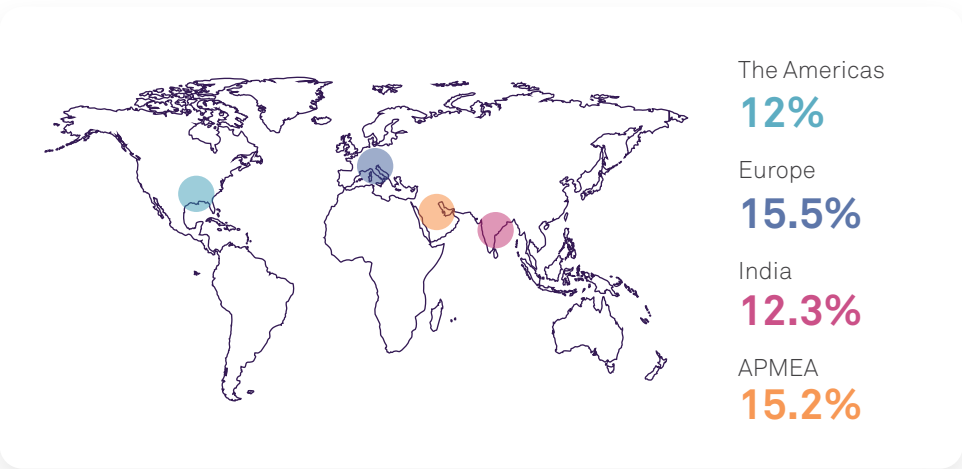 The Americas
12%
Europe
15.5%
India
12.3%
APMEA
15.2%